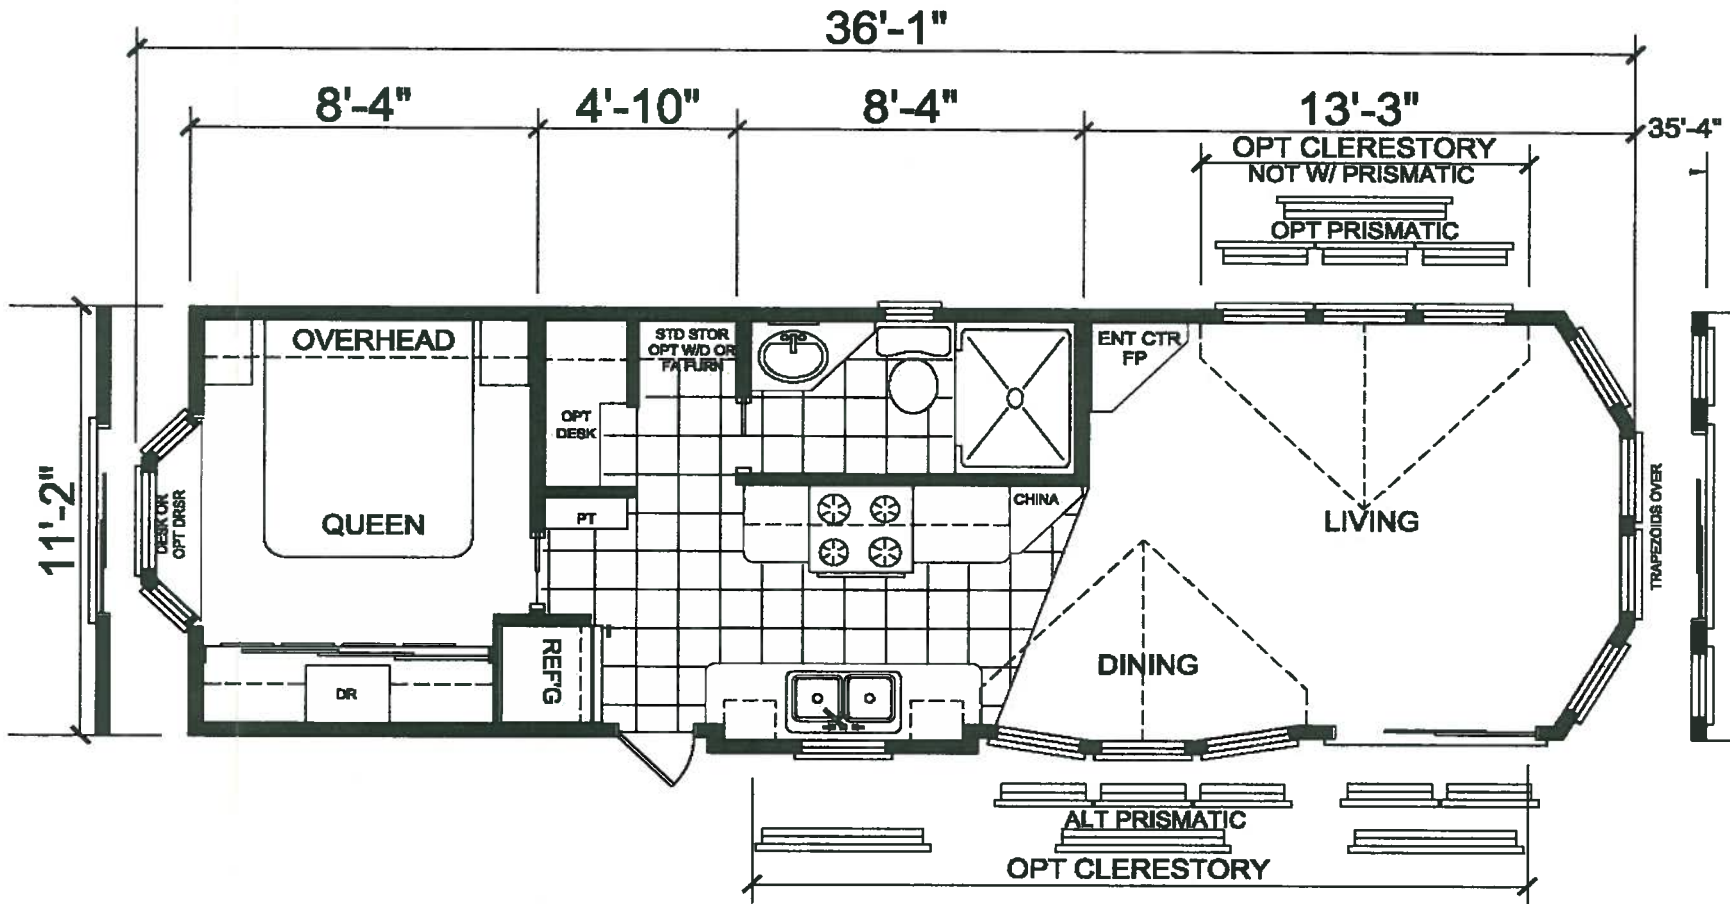 36'-1"
8'-4"
4'-10"
8'-4"
13'-3"
35'-4"
OPT CLERESTORY
NOT W/ PRISMATIC
OPT PRISMATIC
11'-2"
OVERHEAD
QUEEN
DESK OR
OPT DRSR
DR
STD STOR
OPT W/D OR
FA FURN
OPT
DESK
PT
REF'G
CHINA
ENT CTR
FP
LIVING
DINING
TRAPEZOIDS OVER
ALT PRISMATIC
OPT CLERESTORY